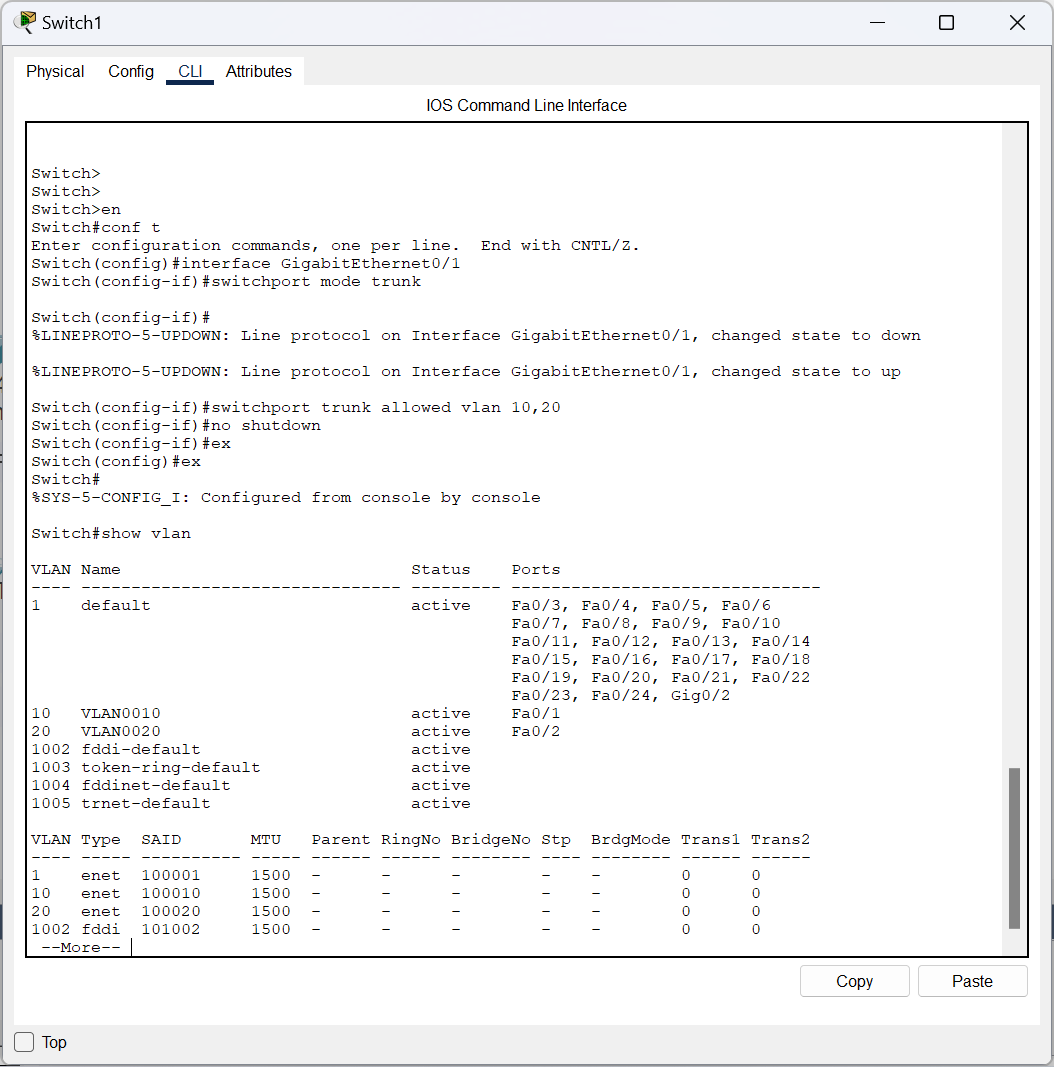 Switch1
Physical Config CLI Attributes
IOS Command Line Interface
Switch>
Switch>
Switch>en
Switch#conf t
Enter configuration commands, one per line.  End with CNTL/Z.
Switch(config)#interface GigabitEthernet0/1
Switch(config-if)#switchport mode trunk
Switch(config-if)#
%LINEPROTO-5-UPDOWN: Line protocol on Interface GigabitEthernet0/1, changed state to down
%LINEPROTO-5-UPDOWN: Line protocol on Interface GigabitEthernet0/1, changed state to up
Switch(config-if)#switchport trunk allowed vlan 10,20
Switch(config-if)#no shutdown
Switch(config-if)#ex
Switch(config)#ex
Switch#
%SYS-5-CONFIG_I: Configured from console by console
Switch#show vlan
VLAN Name                             Status    Ports
---- -------------------------------- --------- -------------------------------
1    default                          active    Fa0/3, Fa0/4, Fa0/5, Fa0/6
                                                Fa0/7, Fa0/8, Fa0/9, Fa0/10
                                                Fa0/11, Fa0/12, Fa0/13, Fa0/14
                                                Fa0/15, Fa0/16, Fa0/17, Fa0/18
                                                Fa0/19, Fa0/20, Fa0/21, Fa0/22
                                                Fa0/23, Fa0/24, Gig0/2
10   VLAN0010                         active    Fa0/1
20   VLAN0020                         active    Fa0/2
1002 fddi-default                     active
1003 token-ring-default               active
1004 fddinet-default                  active
1005 trnet-default                    active
VLAN Type  SAID       MTU   Parent RingNo BridgeNo Stp  BrdgMode Trans1 Trans2
---- ----- ---------- ----- ------ ------ -------- ---- -------- ------ ------
1    enet  100001     1500  -      -      -        -    -        0      0
10   enet  100010     1500  -      -      -        -    -        0      0
20   enet  100020     1500  -      -      -        -    -        0      0
1002 fddi  101002     1500  -      -      -        -    -        0      0
 --More--
Copy Paste
Top